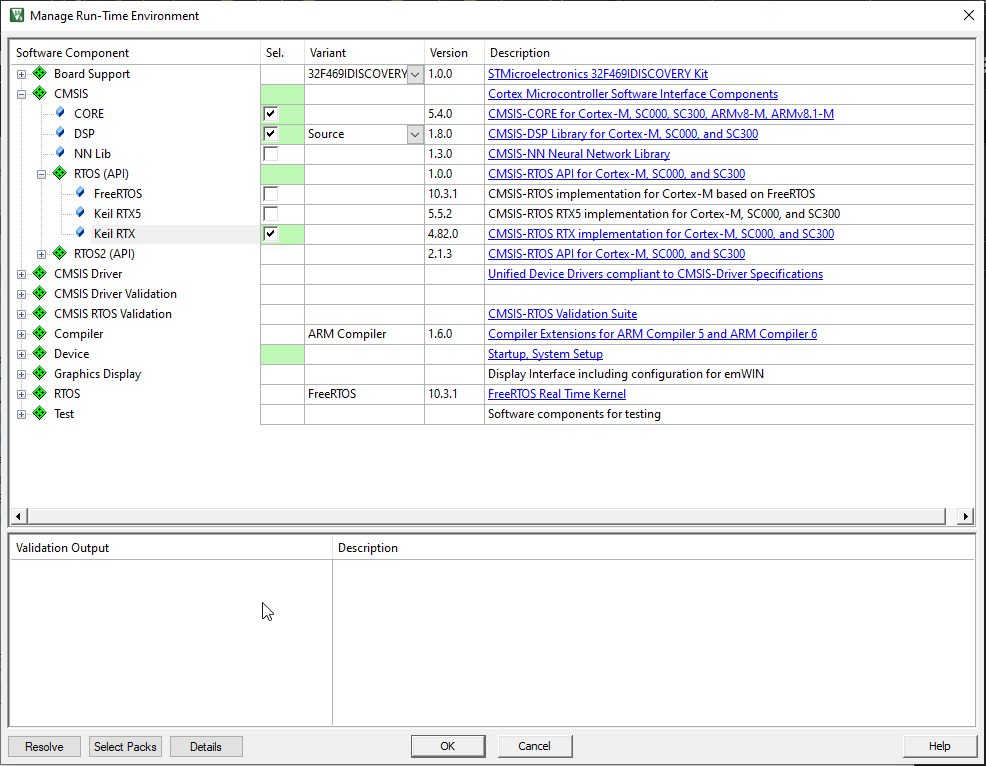 Manage Run-Time Environment
Software Component Sel. Variant Version Description
Board Support 32F469IDISCOVERY 1.0.0 STMicroelectronics 32F469IDISCOVERY Kit
CMSIS Cortex Microcontroller Software Interface Components
CORE 5.4.0 CMSIS-CORE for Cortex-M, SC000, SC300, ARMv8-M, ARMv8.1-M
DSP Source 1.8.0 CMSIS-DSP Library for Cortex-M, SC000, and SC300
NN Lib 1.3.0 CMSIS-NN Neural Network Library
RTOS (API) 1.0.0 CMSIS-RTOS API for Cortex-M, SC000, and SC300
FreeRTOS 10.3.1 CMSIS-RTOS implementation for Cortex-M based on FreeRTOS
Keil RTX5 5.5.2 CMSIS-RTOS RTX5 implementation for Cortex-M, SC000, and SC300
Keil RTX 4.82.0 CMSIS-RTOS RTX implementation for Cortex-M, SC000, and SC300
RTOS2 (API) 2.1.3 CMSIS-RTOS API for Cortex-M, SC000, and SC300
CMSIS Driver Unified Device Drivers compliant to CMSIS-Driver Specifications
CMSIS Driver Validation
CMSIS RTOS Validation CMSIS-RTOS Validation Suite
Compiler ARM Compiler 1.6.0 Compiler Extensions for ARM Compiler 5 and ARM Compiler 6
Device Startup, System Setup
Graphics Display Display Interface including configuration for emWIN
RTOS FreeRTOS 10.3.1 FreeRTOS Real Time Kernel
Test Software components for testing
Validation Output Description
Resolve Select Packs Details OK Cancel Help